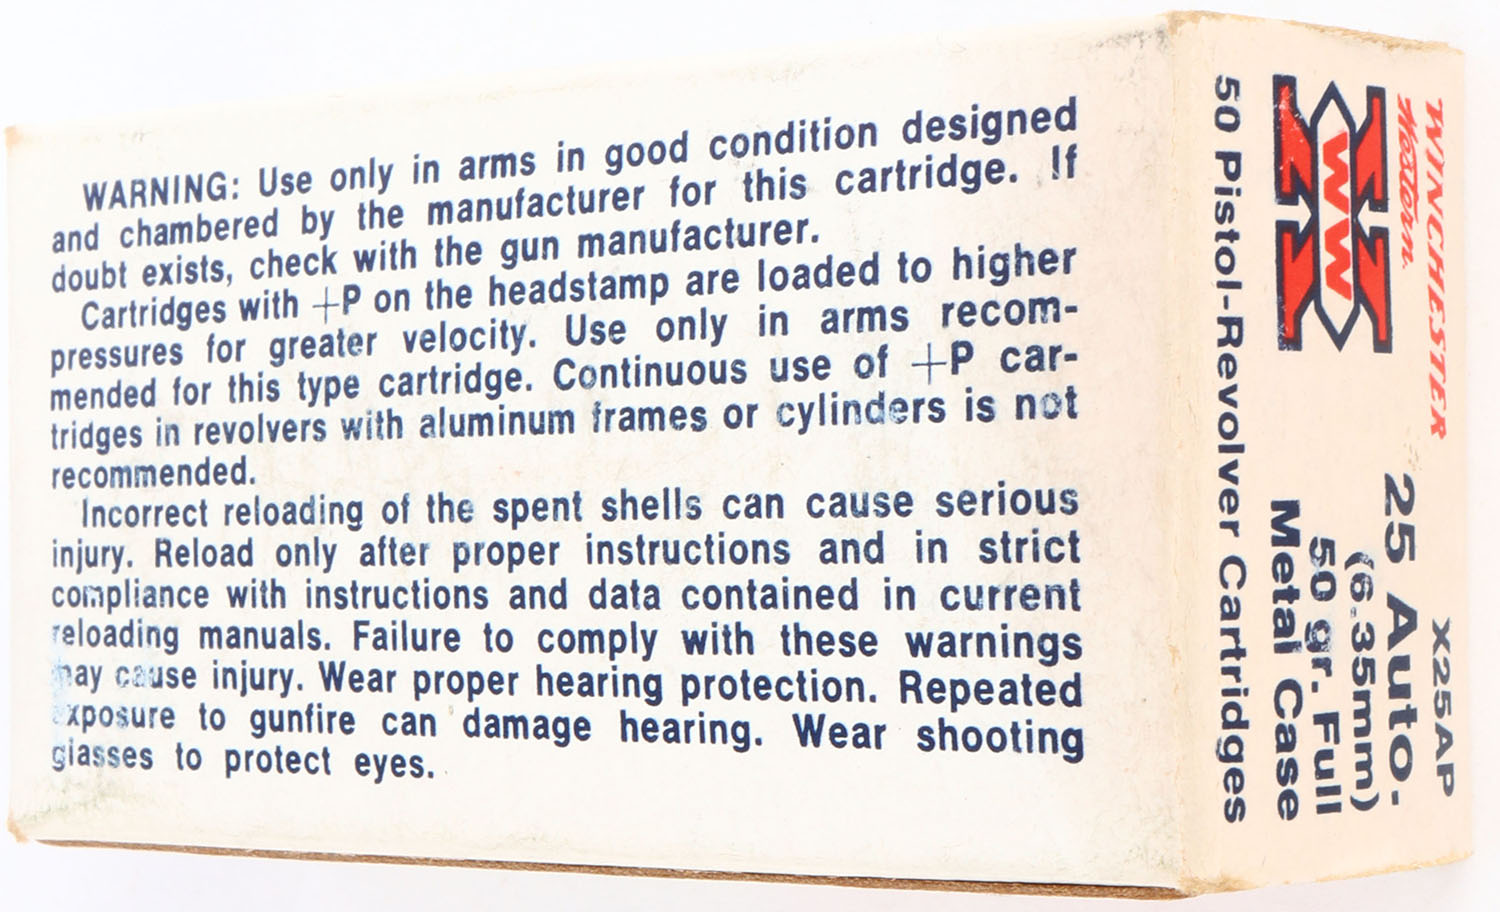 WARNING: Use only in arms in good condition designed
and chambered by the manufacturer for this cartridge. If
doubt exists, check with the gun manufacturer.
Cartridges with +P on the headstamp are loaded to higher
pressures for greater velocity. Use only in arms recom-
mended for this type cartridge. Continuous use of +P car-
tridges in revolvers with aluminum frames or cylinders is not
recommended.
Incorrect reloading of the spent shells can cause serious
injury. Reload only after proper instructions and in strict
compliance with instructions and data contained in current
reloading manuals. Failure to comply with these warnings
may cause injury. Wear proper hearing protection. Repeated
exposure to gunfire can damage hearing. Wear shooting
glasses to protect eyes.
WINCHESTER
Western.
X25AP
WW
25 Auto.
(6.35mm)
50 gr. Full
Metal Case
50 Pistol-Revolver Cartridges